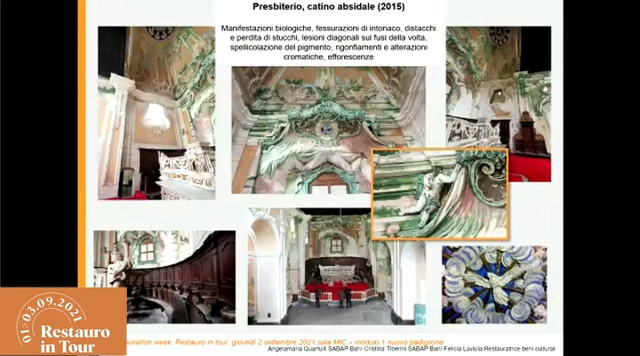 Presbiterio, catino absidale (2015)
Manifestazioni biologiche, fessurazioni di intonaco, distacchi
e perdita di stucchi, lesioni diagonali sui fusi della volta,
spellicolazione del pigmento, rigonfiamenti e alterazioni
cromatiche, efflorescenze
01>03.09.2021
Restauro
in Tour
week, Restauro in tour. giovedì 2 settembre 2021,sala MIC – modulo 1 nuovo padiglione
Angelamaria Quartulli SABAP Bari Cristina Tiberini SABAP Bari Felicia Laviola Restauratrice beni culturali